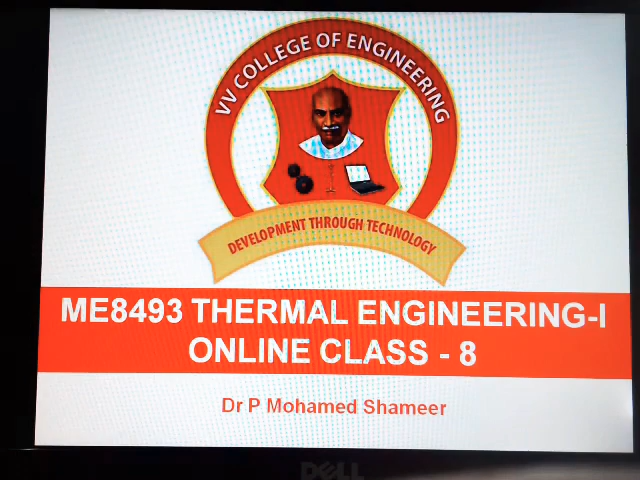 VV COLLEGE OF ENGINEERING
DEVELOPMENT THROUGH TECHNOLOGY
ME8493 THERMAL ENGINEERING-I
ONLINE CLASS - 8
Dr P Mohamed Shameer
DELL